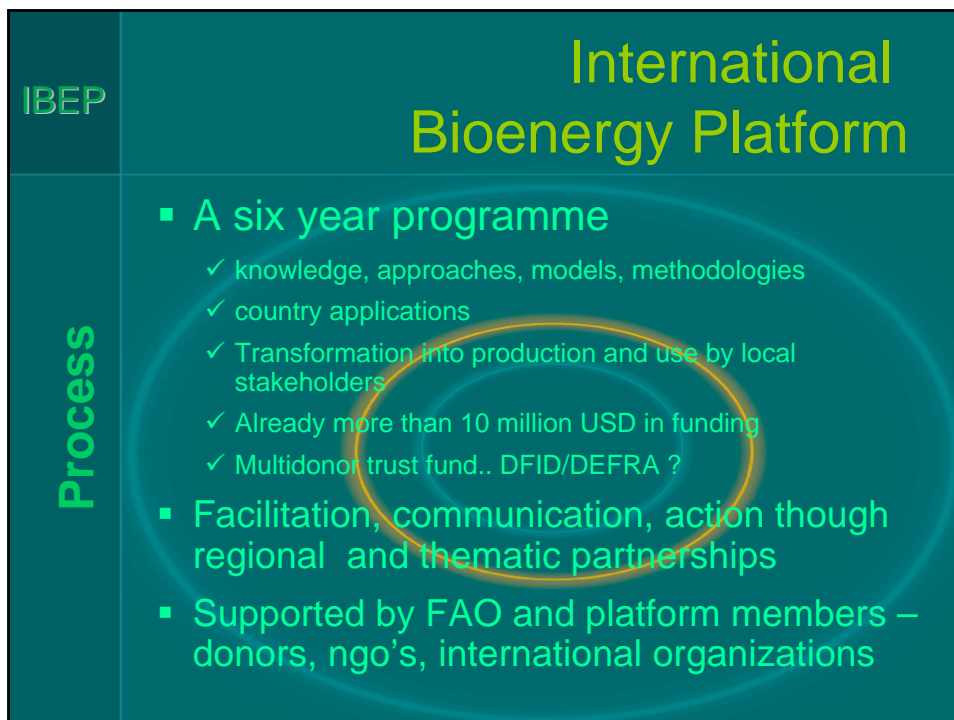 IBEP
International
Bioenergy Platform
Process
▪ A six year programme
✓ knowledge, approaches, models, methodologies
✓ country applications
✓ Transformation into production and use by local
stakeholders
✓ Already more than 10 million USD in funding
✓ Multidonor trust fund.. DFID/DEFRA ?
▪ Facilitation, communication, action though
regional and thematic partnerships
▪ Supported by FAO and platform members –
donors, ngo’s, international organizations